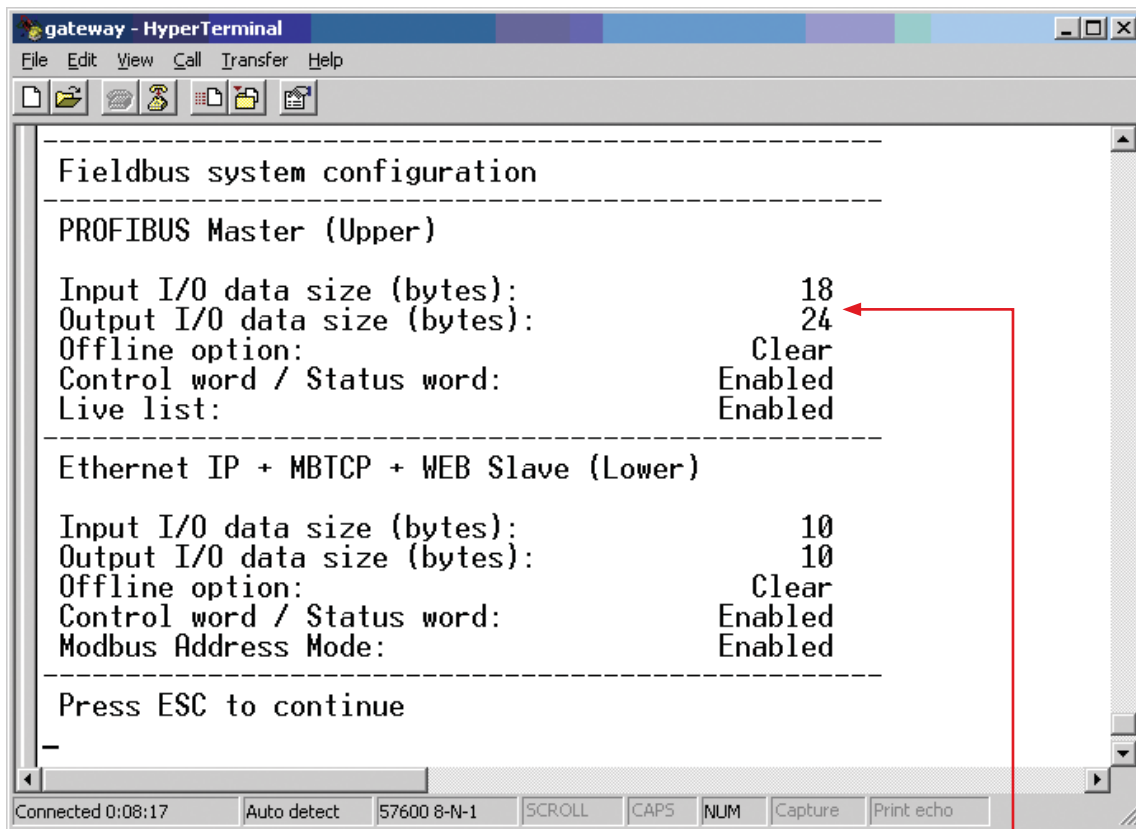 gateway - HyperTerminal
File Edit View Call Transfer Help
Fieldbus system configuration
PROFIBUS Master (Upper)
Input I/O data size (bytes): 18
Output I/O data size (bytes): 24
Offline option: Clear
Control word / Status word: Enabled
Live list: Enabled
Ethernet IP + MBTCP + WEB Slave (Lower)
Input I/O data size (bytes): 10
Output I/O data size (bytes): 10
Offline option: Clear
Control word / Status word: Enabled
Modbus Address Mode: Enabled
Press ESC to continue
Connected 0:08:17 Auto detect 57600 8-N-1 SCROLL CAPS NUM Capture Print echo